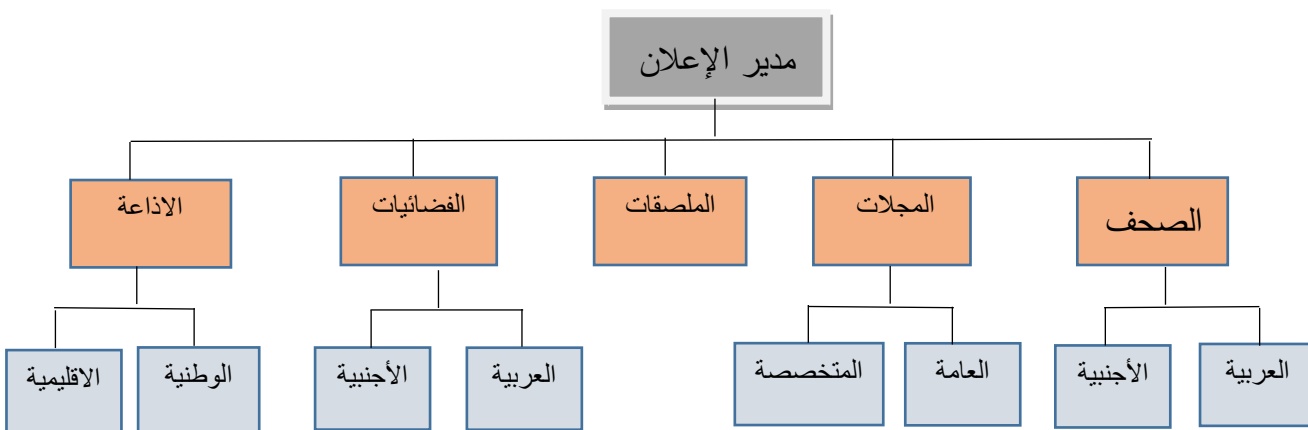 مدير الإعلان
الصحف
المجلات
الملصقات
الفضائيات
الاذاعة
العربية
الأجنبية
العامة
المتخصصة
العربية
الأجنبية
الوطنية
الاقليمية